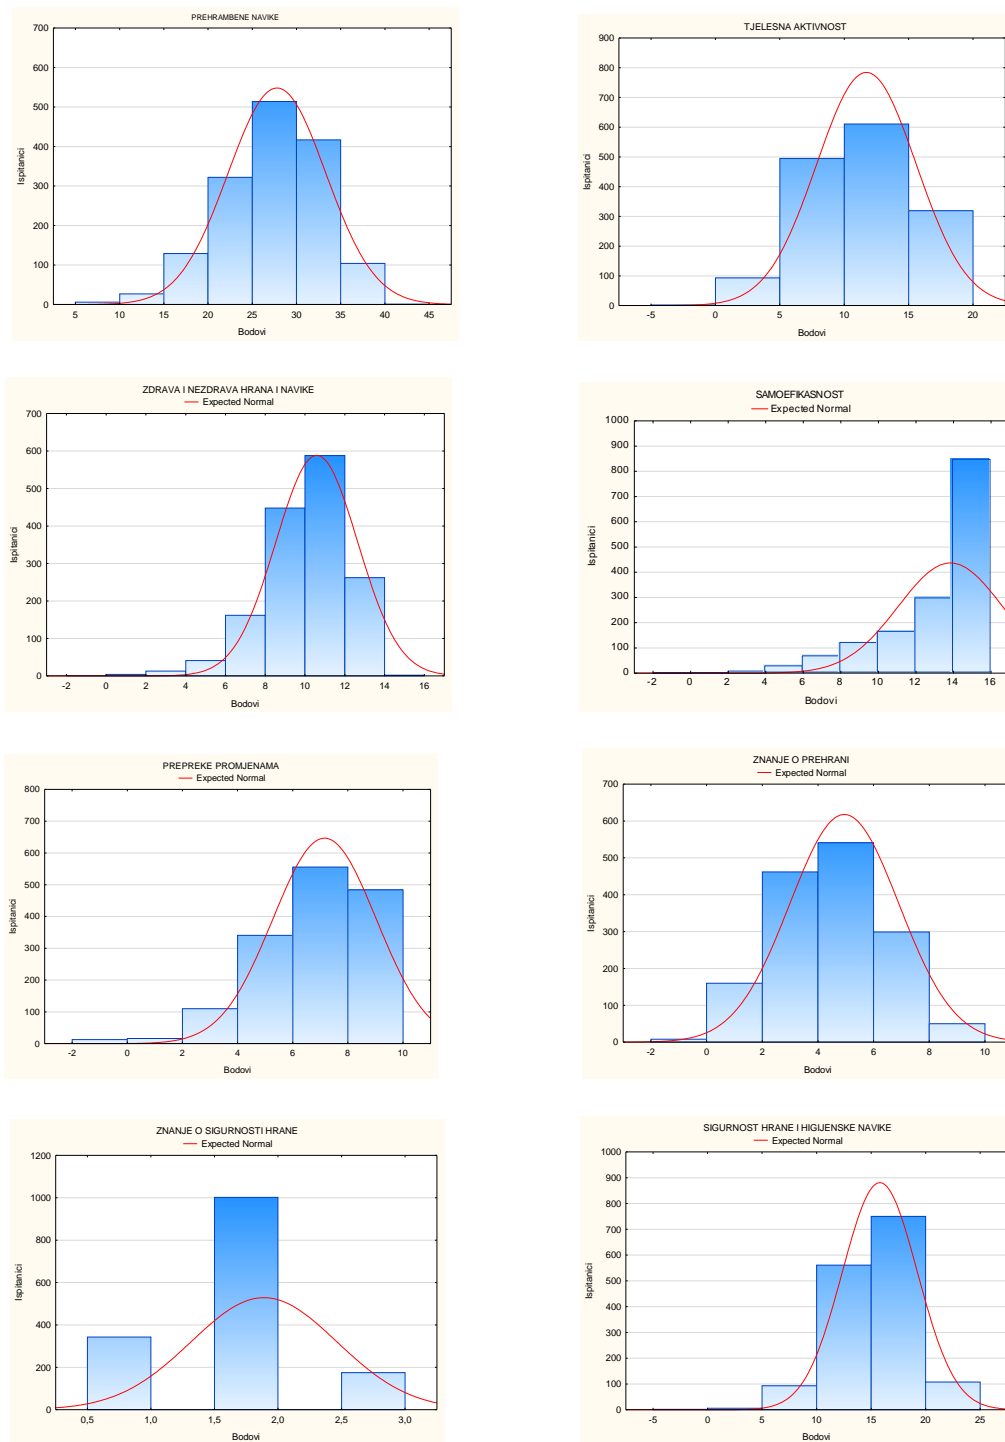 PREHRAMBENE NAVIKE
700
600
500
400
300
200
100
0
5 10 15 20 25 30 35 40 45
Ispitanici
Bodovi
TJELESNA AKTIVNOST
900
800
700
600
500
400
300
200
100
0
-5 0 5 10 15 20
Ispitanici
Bodovi
ZDRAVA I NEZDRAVA HRANA I NAVIKE
Expected Normal
700
600
500
400
300
200
100
0
-2 0 2 4 6 8 10 12 14 16
Ispitanici
Bodovi
SAMOEFIKASNOST
Expected Normal
1000
900
800
700
600
500
400
300
200
100
0
-2 0 2 4 6 8 10 12 14 16
Ispitanici
Bodovi
PREPREKE PROMJENAMA
Expected Normal
800
700
600
500
400
300
200
100
0
-2 0 2 4 6 8 10
Ispitanici
Bodovi
ZNANJE O PREHRANI
Expected Normal
700
600
500
400
300
200
100
0
-2 0 2 4 6 8 10
Ispitanici
Bodovi
ZNANJE O SIGURNOSTI HRANE
Expected Normal
1200
1000
800
600
400
200
0
0,5 1,0 1,5 2,0 2,5 3,0
Ispitanici
Bodovi
SIGURNOST HRANE I HIGIJENSKE NAVIKE
Expected Normal
1000
900
800
700
600
500
400
300
200
100
0
-5 0 5 10 15 20 25
Ispitanici
Bodovi